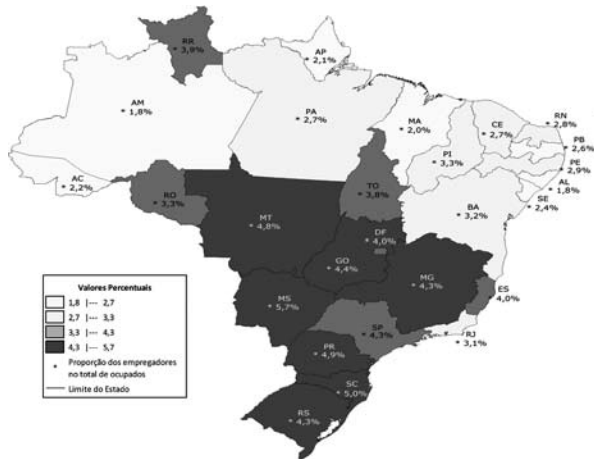 RR
* 3,9%
AP
* 2,1%
AM
* 1,8%
PA
* 2,7%
MA
* 2,0%
CE
* 2,7%
RN
* 2,8%
PB
* 2,6%
PE
* 2,9%
AL
* 1,8%
SE
* 2,4%
PI
* 3,3%
AC
* 2,2%
RO
* 3,3%
TO
* 3,8%
BA
* 3,2%
MT
* 4,8%
DF
* 4,0%
GO
* 4,4%
MG
* 4,3%
ES
* 4,0%
MS
* 5,7%
SP
* 4,3%
RJ
* 3,1%
PR
* 4,9%
SC
* 5,0%
RS
* 4,3%
Valores Percentuais
1,8 |--- 2,7
2,7 |--- 3,3
3,3 |--- 4,3
4,3 |--- 5,7
* Proporção dos empregadores
no total de ocupados
Limite do Estado